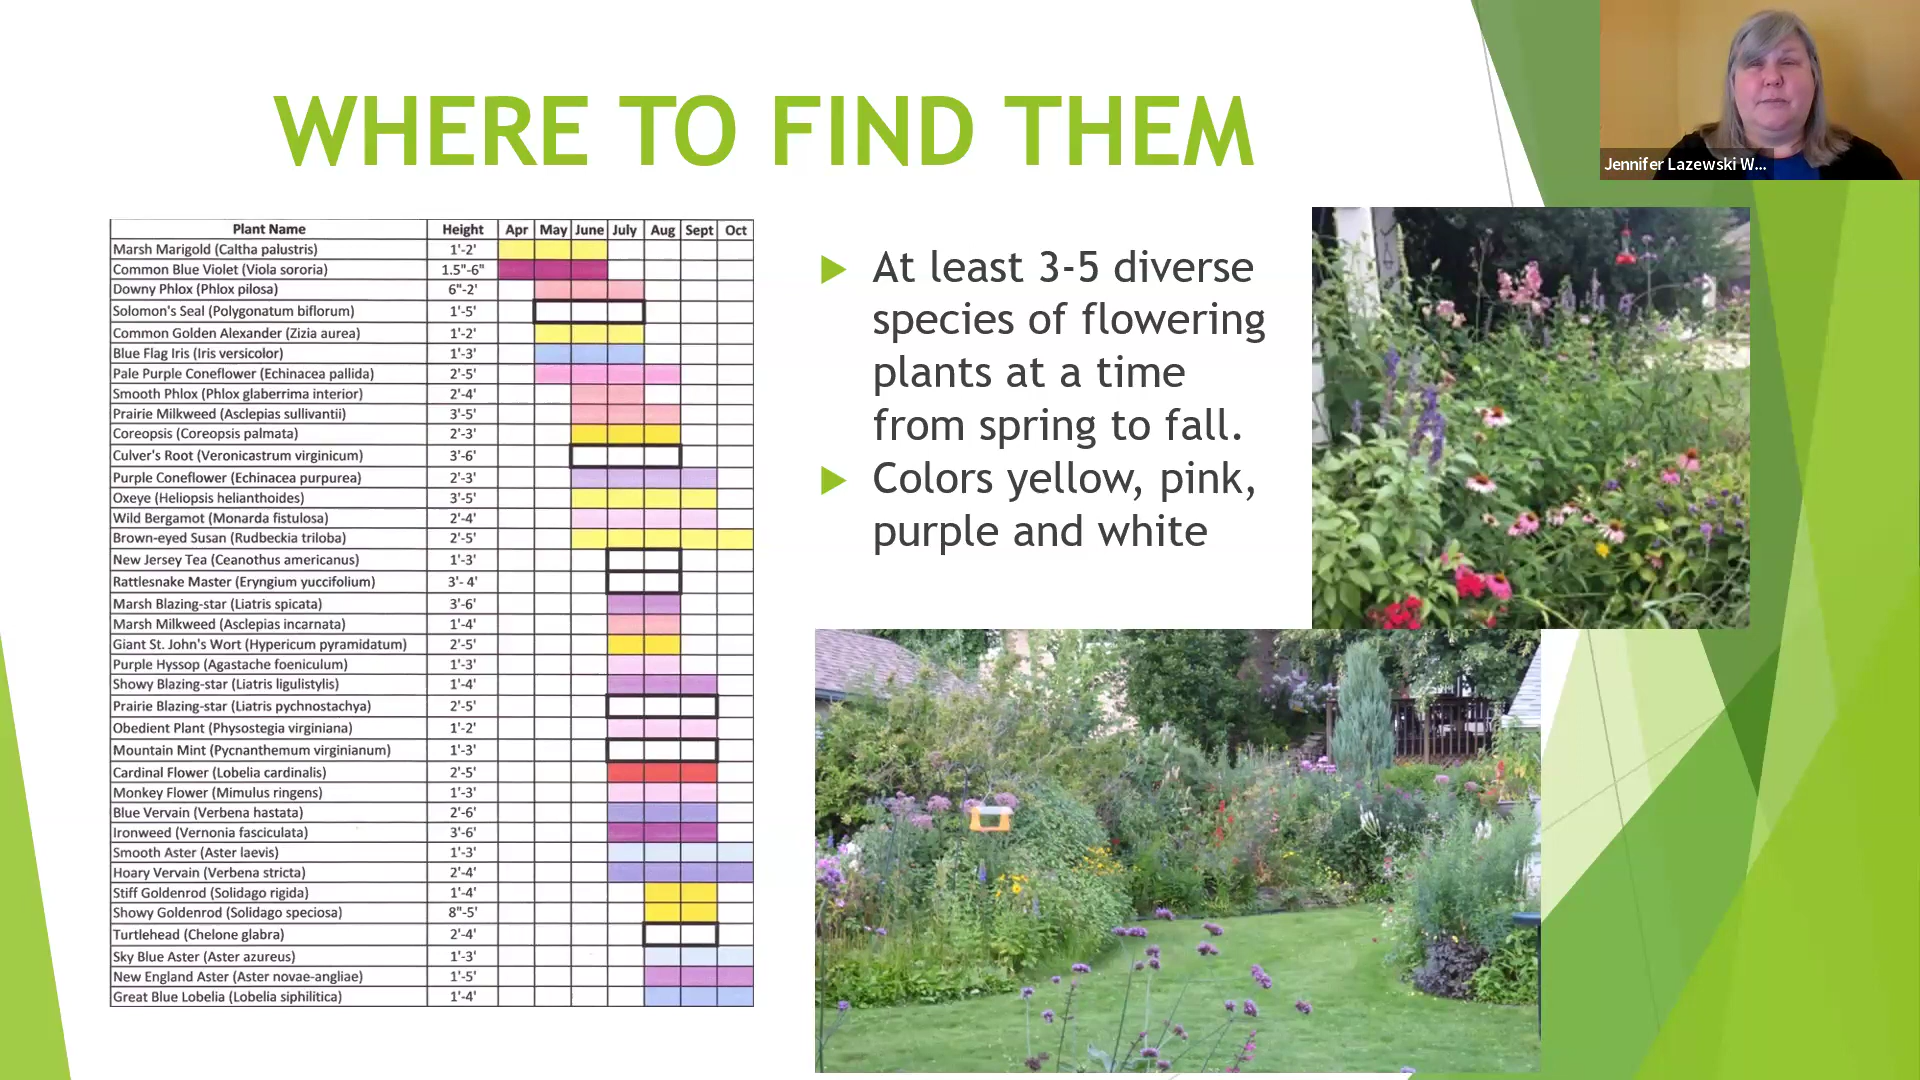 WHERE TO FIND THEM
Jennifer Lazewski W...
Plant Name Height Apr May June July Aug Sept Oct
Marsh Marigold (Caltha palustris) 1'-2'
Common Blue Violet (Viola sororia) 1.5"-6"
Downy Phlox (Phlox pilosa) 6"-2'
Solomon's Seal (Polygonatum biflorum) 1'-5'
Common Golden Alexander (Zizia aurea) 1'-2'
Blue Flag Iris (Iris versicolor) 1'-3'
Pale Purple Coneflower (Echinacea pallida) 2'-5'
Smooth Phlox (Phlox glaberrima interior) 2'-4'
Prairie Milkweed (Asclepias sullivantii) 3'-5'
Coreopsis (Coreopsis palmata) 2'-3'
Culver's Root (Veronicastrum virginicum) 3'-6'
Purple Coneflower (Echinacea purpurea) 2'-3'
Oxeye (Heliopsis helianthoides) 3'-5'
Wild Bergamot (Monarda fistulosa) 2'-4'
Brown-eyed Susan (Rudbeckia triloba) 2'-5'
New Jersey Tea (Ceanothus americanus) 1'-3'
Rattlesnake Master (Eryngium yuccifolium) 3'- 4'
Marsh Blazing-star (Liatris spicata) 3'-6'
Marsh Milkweed (Asclepias incarnata) 1'-4'
Giant St. John's Wort (Hypericum pyramidatum) 2'-5'
Purple Hyssop (Agastache foeniculum) 1'-3'
Showy Blazing-star (Liatris ligulistylis) 1'-4'
Prairie Blazing-star (Liatris pychnostachya) 2'-5'
Obedient Plant (Physostegia virginiana) 1'-2'
Mountain Mint (Pycnanthemum virginianum) 1'-3'
Cardinal Flower (Lobelia cardinalis) 2'-5'
Monkey Flower (Mimulus ringens) 1'-3'
Blue Vervain (Verbena hastata) 2'-6'
Ironweed (Vernonia fasciculata) 3'-6'
Smooth Aster (Aster laevis) 1'-3'
Hoary Vervain (Verbena stricta) 2'-4'
Stiff Goldenrod (Solidago rigida) 1'-4'
Showy Goldenrod (Solidago speciosa) 8"-5'
Turtlehead (Chelone glabra) 2'-4'
Sky Blue Aster (Aster azureus) 1'-3'
New England Aster (Aster novae-angliae) 1'-5'
Great Blue Lobelia (Lobelia siphilitica) 1'-4'
At least 3-5 diverse
species of flowering
plants at a time
from spring to fall.
Colors yellow, pink,
purple and white